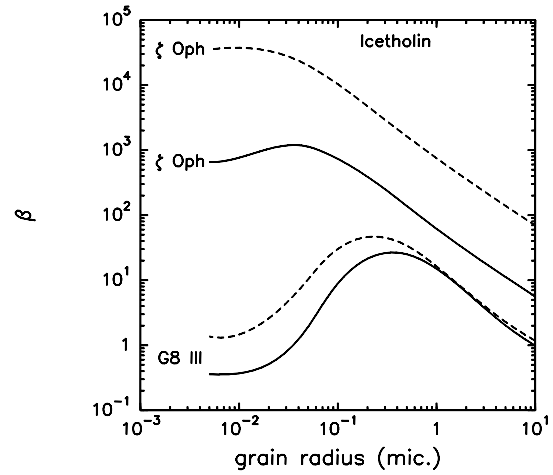 10⁵
Icetholin
ζ Oph
10⁴
10³
ζ Oph
10²
β
10¹
1
G8 III
10⁻¹
10⁻³ 10⁻² 10⁻¹ 1 10¹
grain radius (mic.)